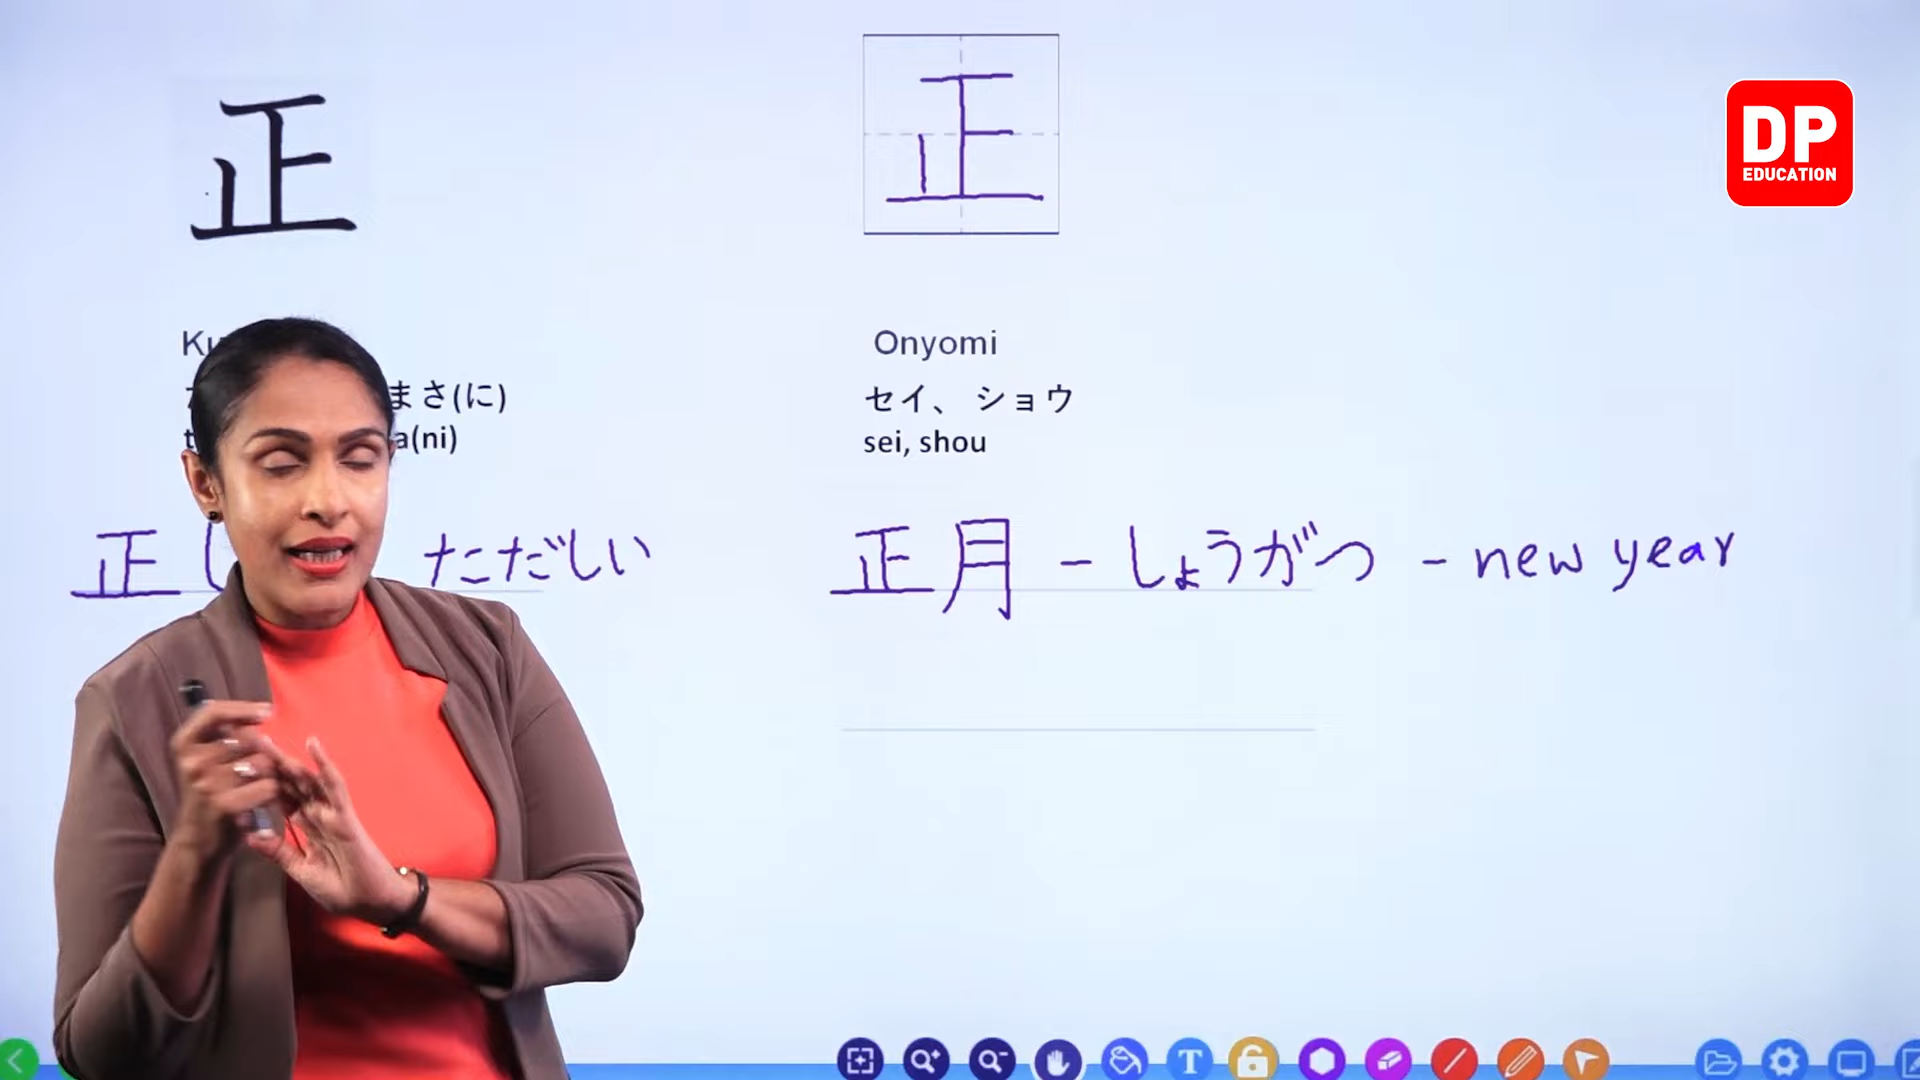 正
正
DP
EDUCATION
Onyomi
まさ(に)
セイ、 ショウ
a(ni)
sei, shou
正し ただしい
正月 - しょうがつ - new year